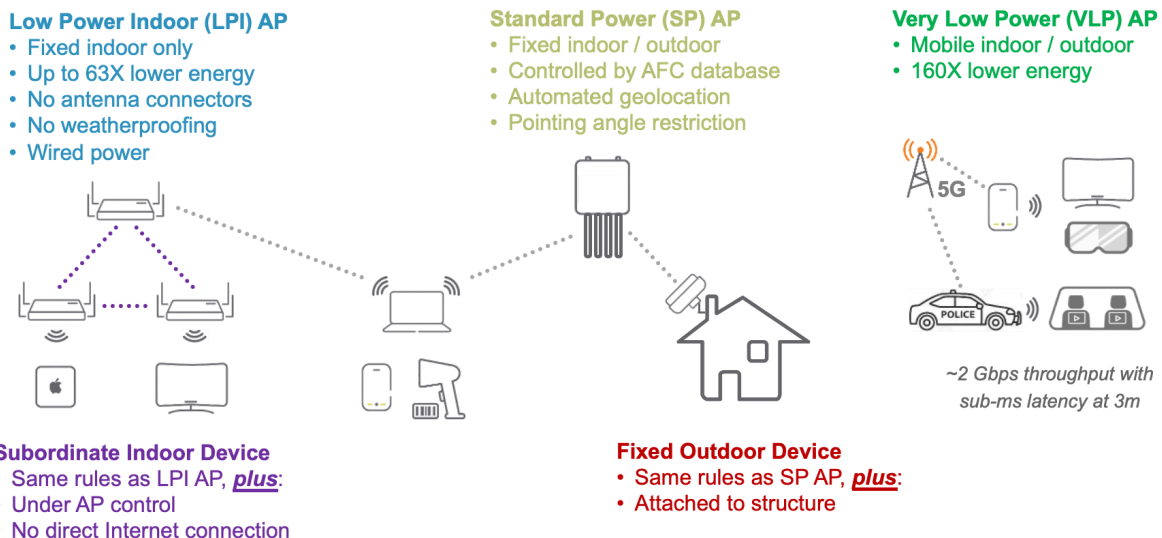 Low Power Indoor (LPI) AP
• Fixed indoor only
• Up to 63X lower energy
• No antenna connectors
• No weatherproofing
• Wired power
Standard Power (SP) AP
• Fixed indoor / outdoor
• Controlled by AFC database
• Automated geolocation
• Pointing angle restriction
Very Low Power (VLP) AP
• Mobile indoor / outdoor
• 160X lower energy
5G
POLICE
~2 Gbps throughput with
sub-ms latency at 3m
Subordinate Indoor Device
Same rules as LPI AP, plus:
Under AP control
No direct Internet connection
Fixed Outdoor Device
• Same rules as SP AP, plus:
• Attached to structure